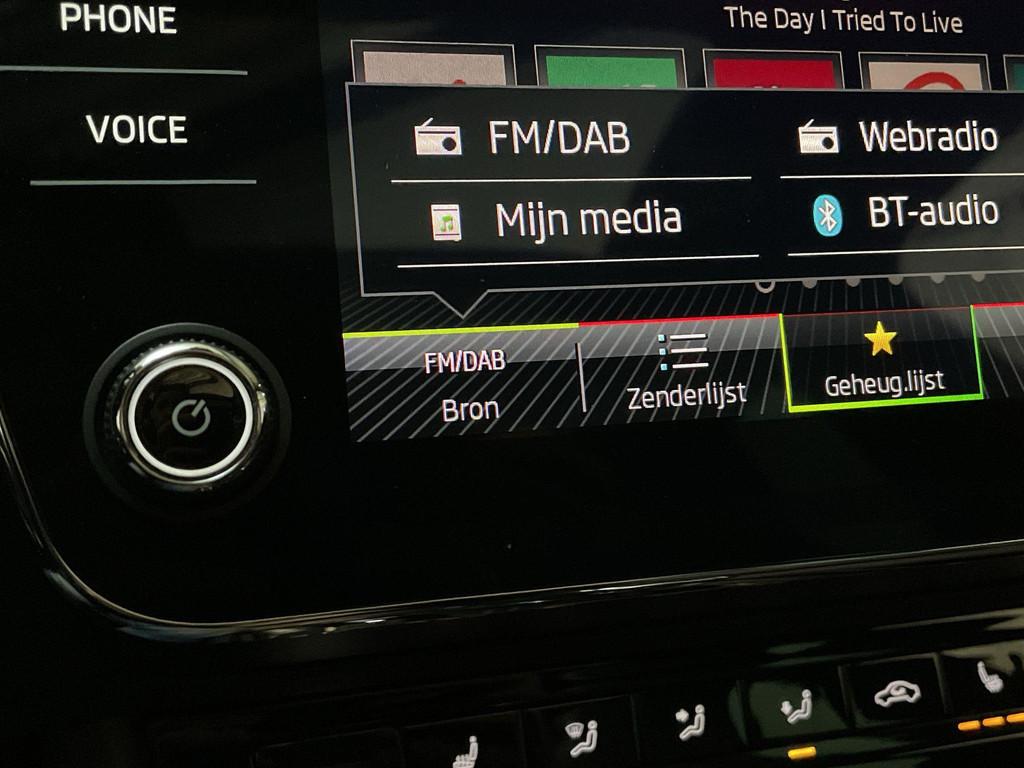 PHONE
VOICE
The Day I Tried To Live
FM/DAB
Webradio
Mijn media
BT-audio
FM/DAB
Bron
Zenderlijst
Geheug.lijst